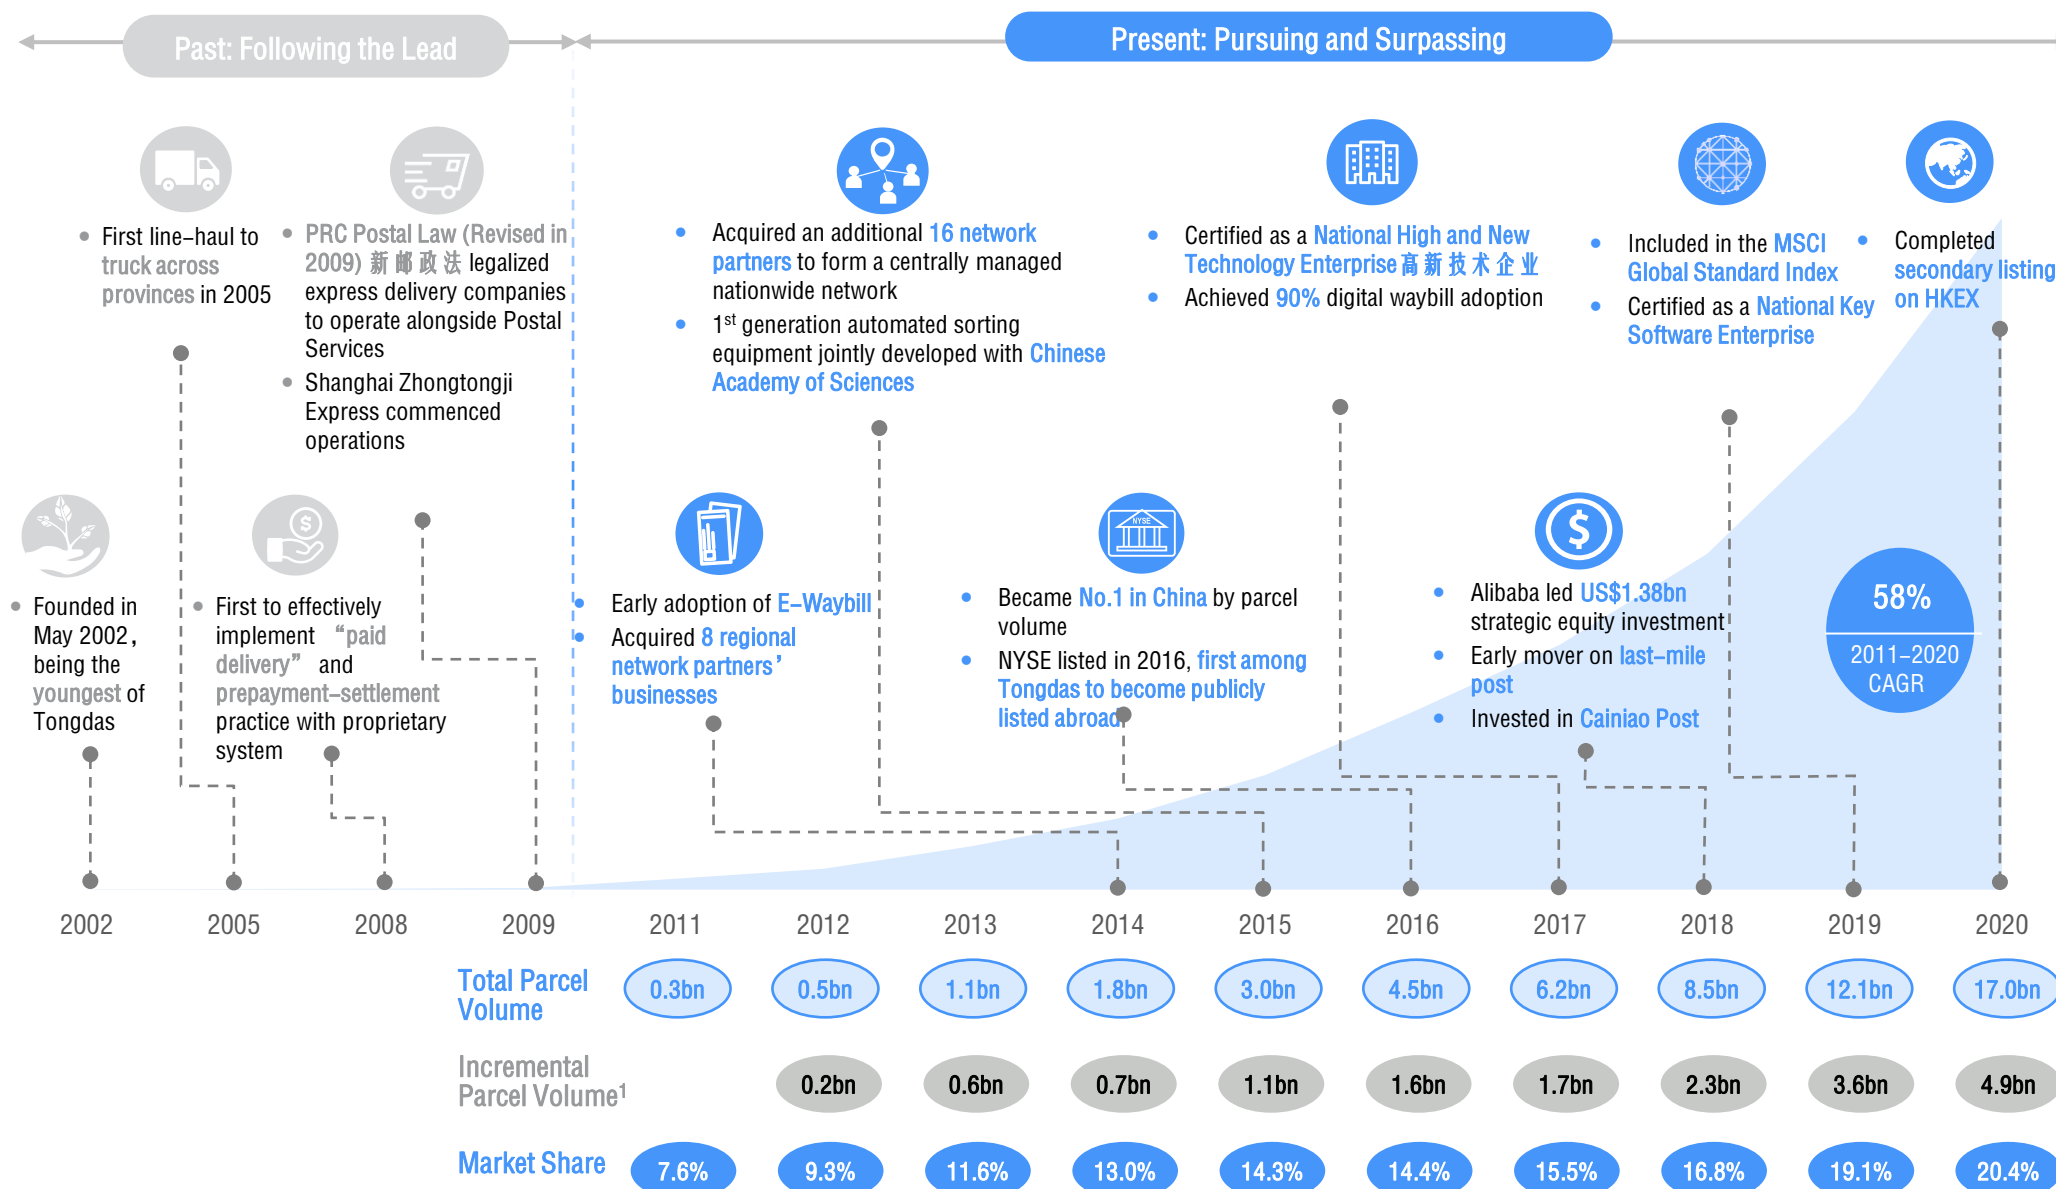 Past: Following the Lead
Present: Pursuing and Surpassing
First line-haul to
truck across
provinces in 2005
PRC Postal Law (Revised in
2009) 新邮政法 legalized
express delivery companies
to operate alongside Postal
Services
Shanghai Zhongtongji
Express commenced
operations
Acquired an additional 16 network
partners to form a centrally managed
nationwide network
1st generation automated sorting
equipment jointly developed with Chinese
Academy of Sciences
Certified as a National High and New
Technology Enterprise 高新技术企业
Achieved 90% digital waybill adoption
Included in the MSCI
Global Standard Index
Certified as a National Key
Software Enterprise
Completed
secondary listing
on HKEX
Founded in
May 2002,
being the
youngest of
Tongdas
First to effectively
implement “paid
delivery” and
prepayment-settlement
practice with proprietary
system
Early adoption of E-Waybill
Acquired 8 regional
network partners’
businesses
NYSE
Became No.1 in China by parcel
volume
NYSE listed in 2016, first among
Tongdas to become publicly
listed abroad
$
Alibaba led US$1.38bn
strategic equity investment
Early mover on last-mile
post
Invested in Cainiao Post
58%
2011-2020
CAGR
2002 2005 2008 2009 2011 2012 2013 2014 2015 2016 2017 2018 2019 2020
Total Parcel
Volume
0.3bn 0.5bn 1.1bn 1.8bn 3.0bn 4.5bn 6.2bn 8.5bn 12.1bn 17.0bn
Incremental
Parcel Volume1
0.2bn 0.6bn 0.7bn 1.1bn 1.6bn 1.7bn 2.3bn 3.6bn 4.9bn
Market Share
7.6% 9.3% 11.6% 13.0% 14.3% 14.4% 15.5% 16.8% 19.1% 20.4%